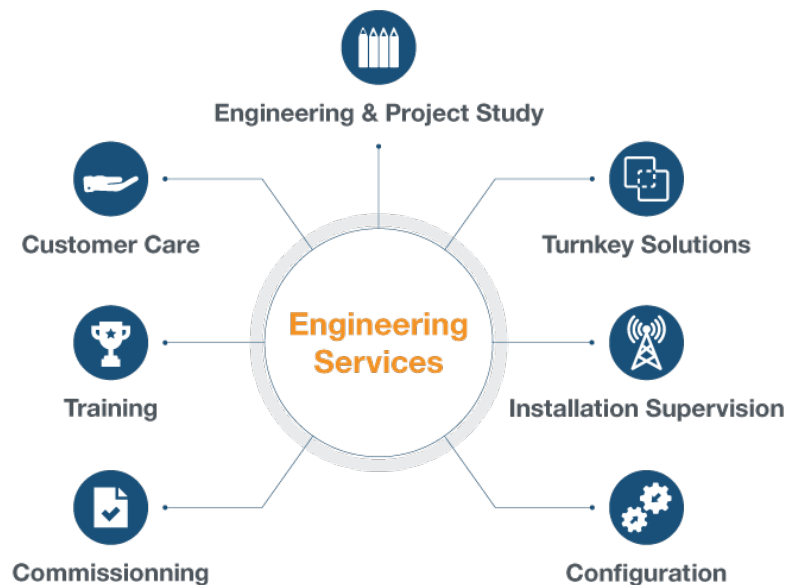 Engineering & Project Study
Customer Care
Turnkey Solutions
Engineering
Services
Training
Installation Supervision
Commissionning
Configuration